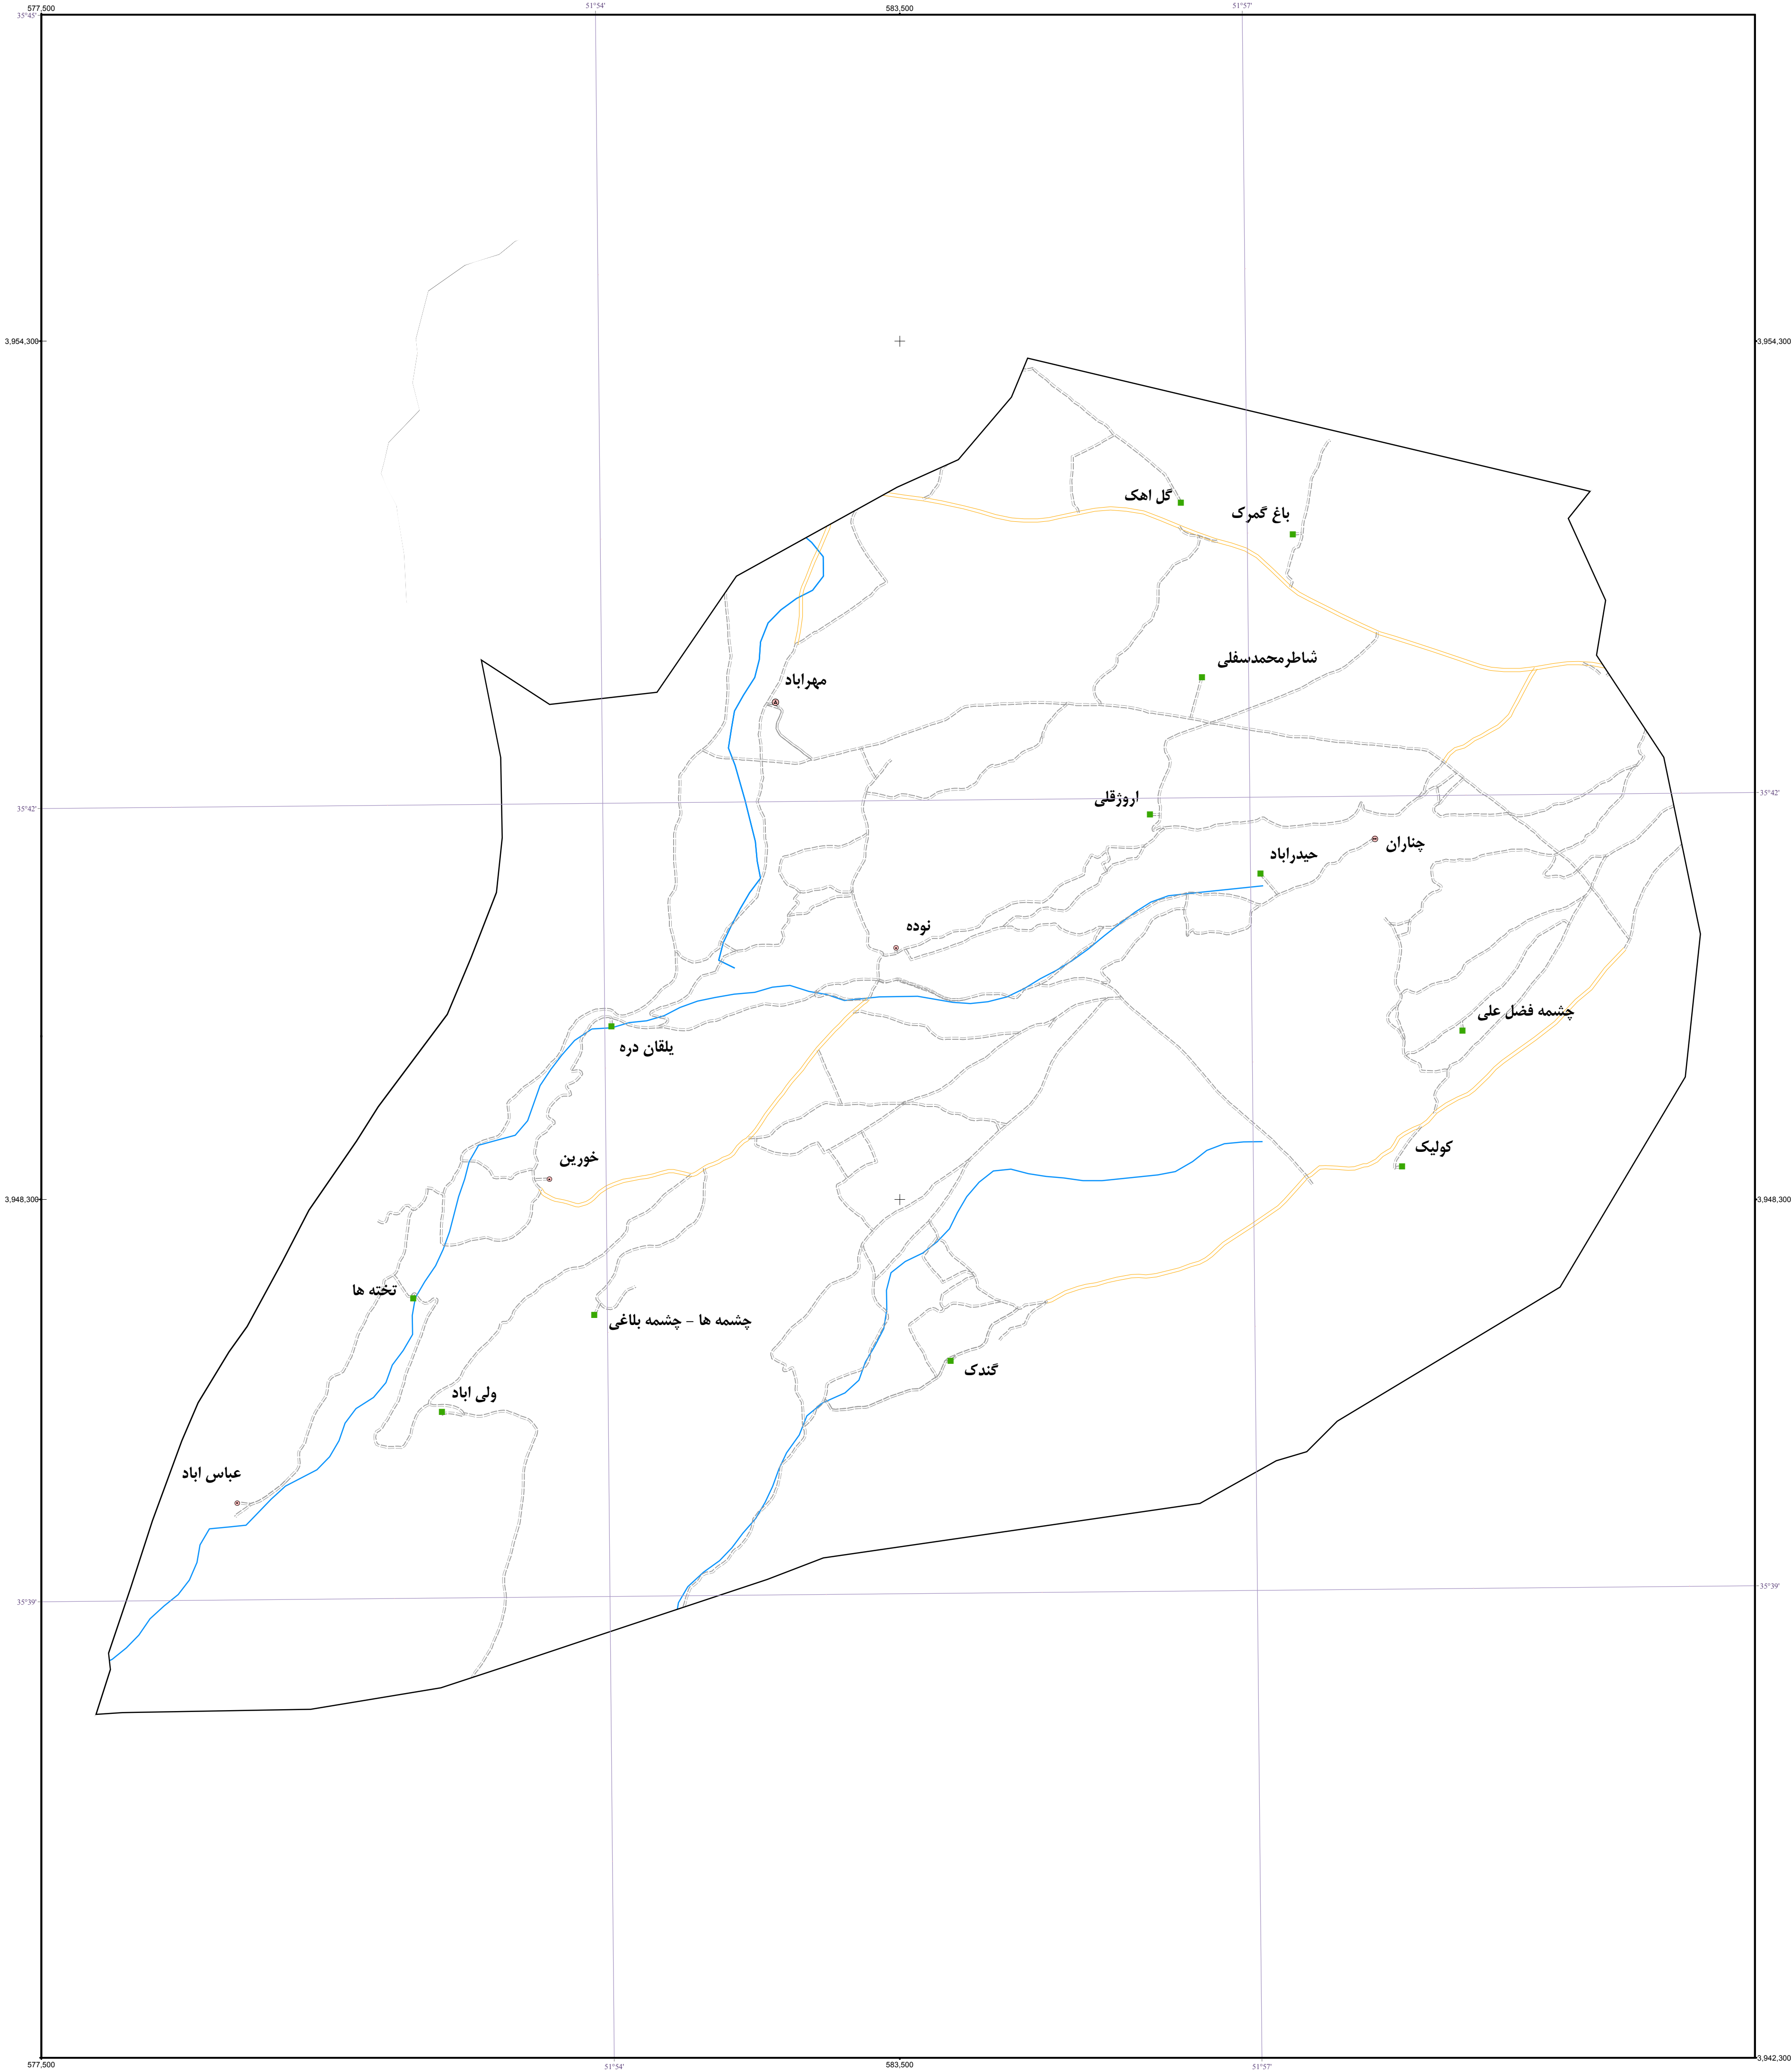 577,500
51°54'
583,500
51°57'
35°45'
3,954,300
3,954,300
گل اهک
باغ گمرک
شاطرمحمدسفلی
مهراباد
35°42'
35°42'
اروژقلی
چناران
حیدراباد
نوده
چشمه فضل علی
یلقان دره
کولیک
خورین
3,948,300
3,948,300
تخته ها
چشمه ها - چشمه بلاغی
گندک
ولی اباد
عباس اباد
35°39'
35°39'
3,942,300
577,500
51°54'
583,500
51°57'